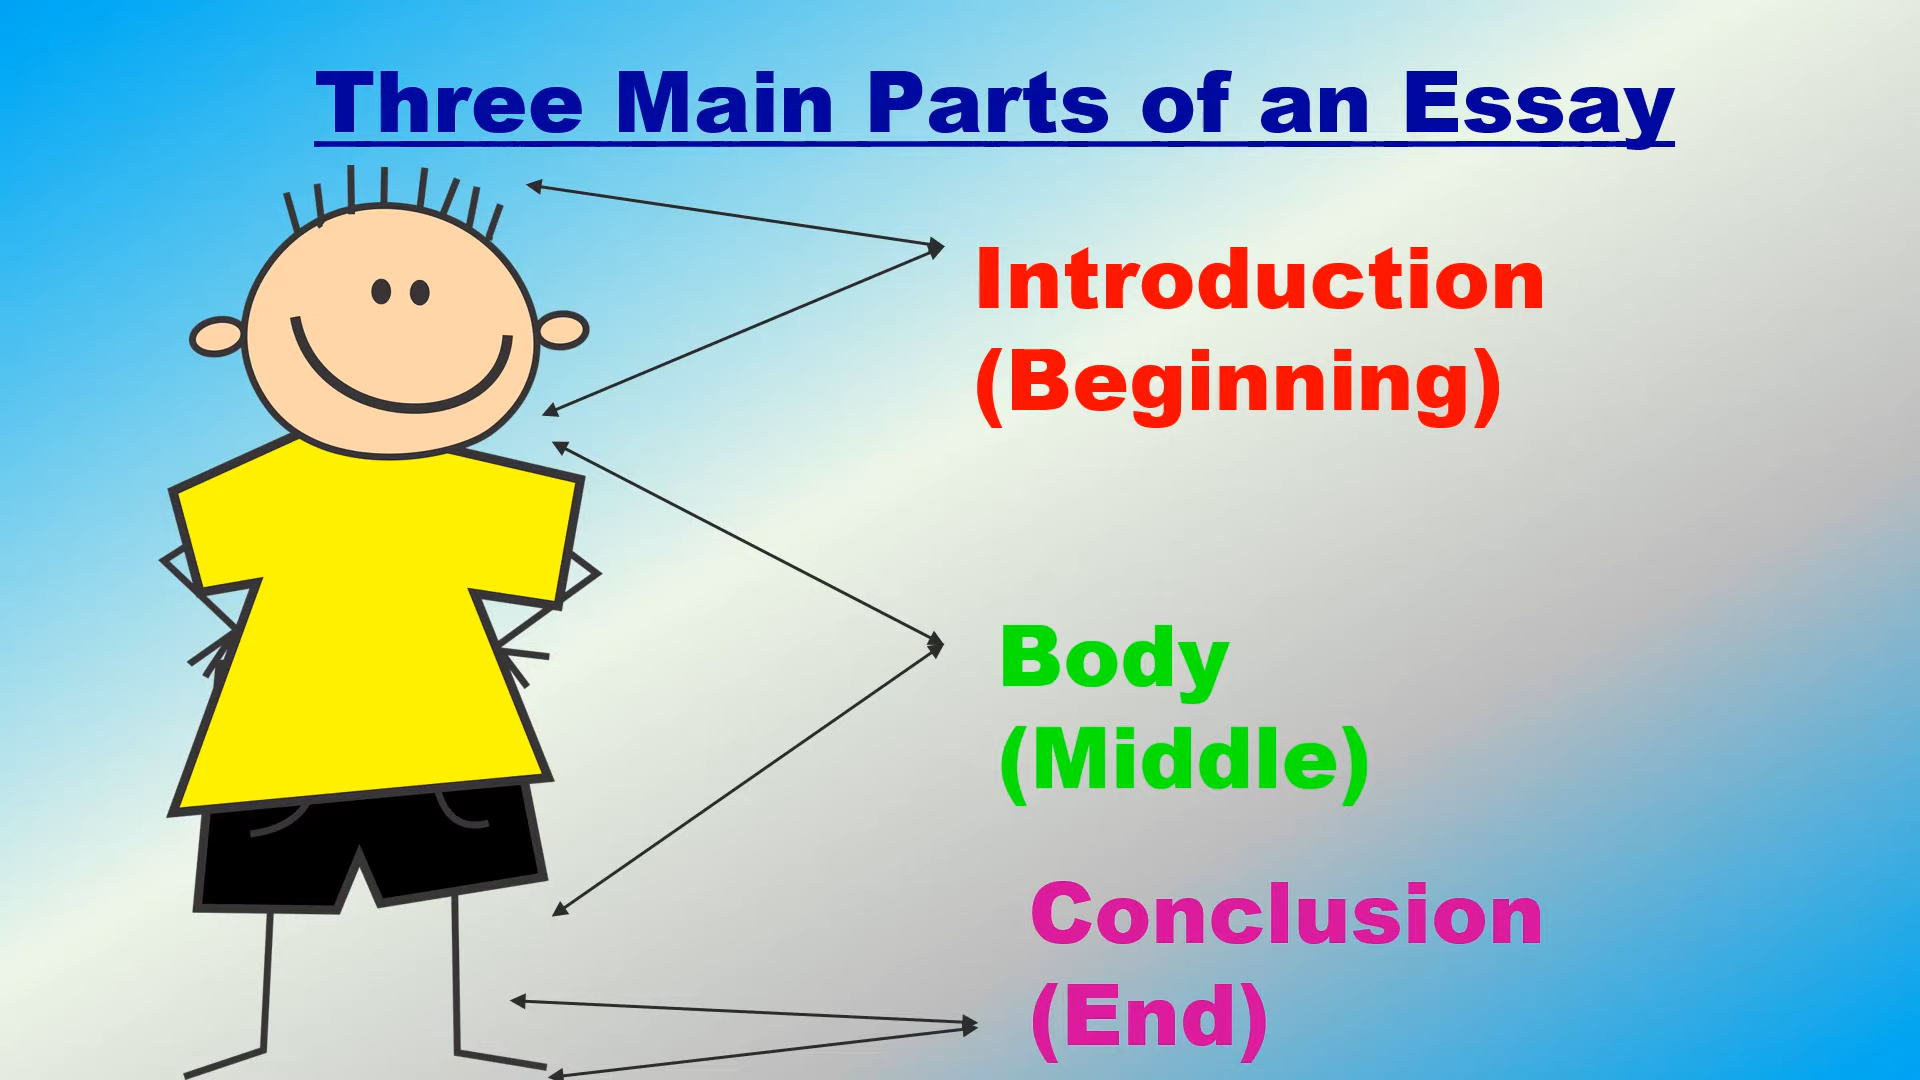 Three Main Parts of an Essay
Introduction
(Beginning)
Body
(Middle)
Conclusion
(End)